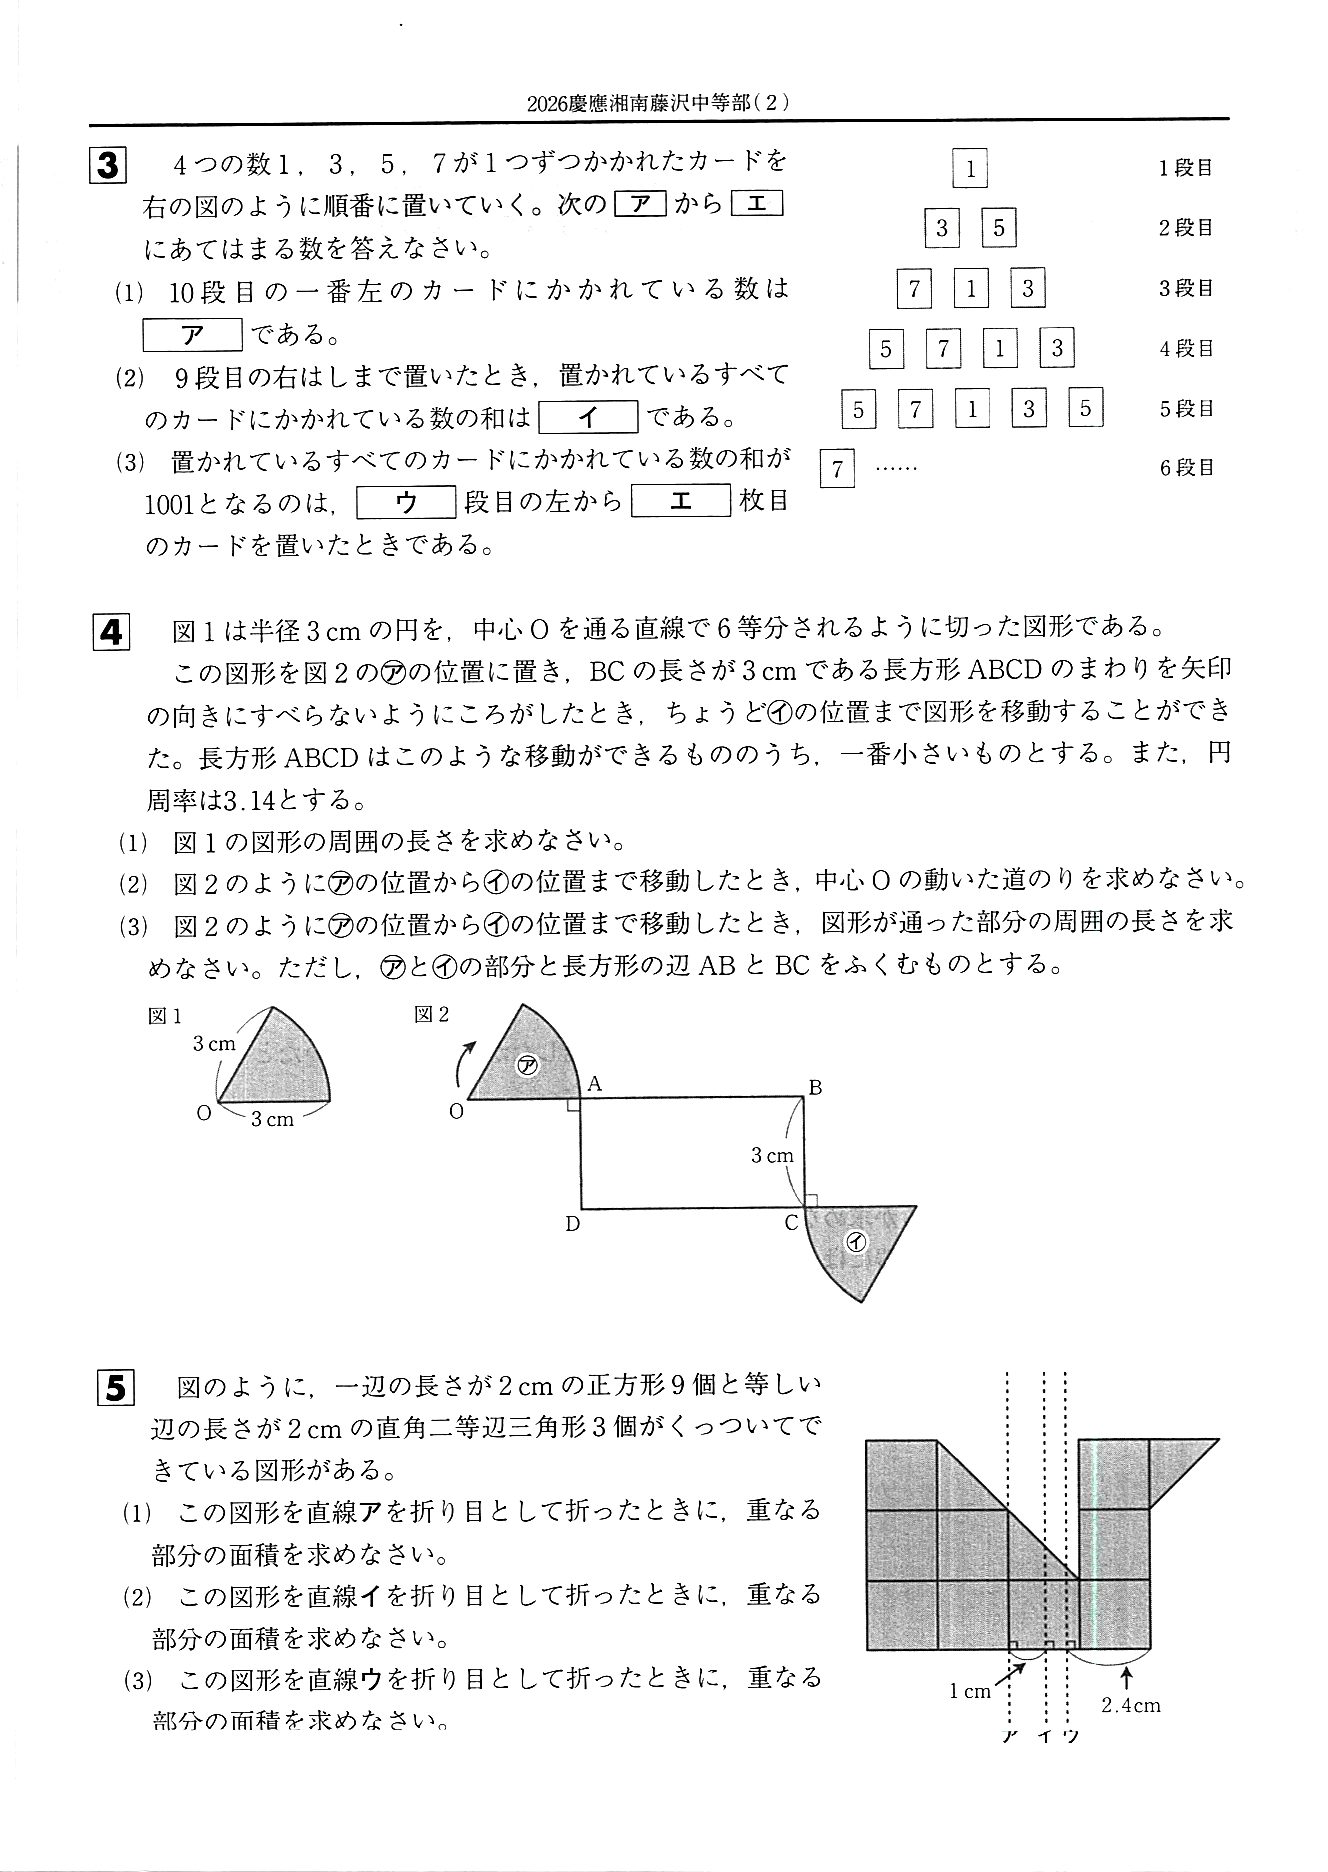 2026慶應湘南藤沢中等部(2)
3 4つの数1，3，5，7が1つずつかかれたカードを
右の図のように順番に置いていく。次の ア から エ
にあてはまる数を答えなさい。
(1) 10段目の一番左のカードにかかれている数は
ア である。
(2) 9段目の右はしまで置いたとき，置かれているすべて
のカードにかかれている数の和は イ である。
(3) 置かれているすべてのカードにかかれている数の和が
1001となるのは， ウ 段目の左から エ 枚目
のカードを置いたときである。
1 1段目
3 5 2段目
7 1 3 3段目
5 7 1 3 4段目
5 7 1 3 5 5段目
7 …… 6段目
4 図1は半径3cmの円を，中心Oを通る直線で6等分されるように切った図形である。
この図形を図2の㋐の位置に置き，BCの長さが3cmである長方形ABCDのまわりを矢印
の向きにすべらないようにころがしたとき，ちょうど㋑の位置まで図形を移動することができ
た。長方形ABCDはこのような移動ができるもののうち，一番小さいものとする。また，円
周率は3.14とする。
(1) 図1の図形の周囲の長さを求めなさい。
(2) 図2のように㋐の位置から㋑の位置まで移動したとき，中心Oの動いた道のりを求めなさい。
(3) 図2のように㋐の位置から㋑の位置まで移動したとき，図形が通った部分の周囲の長さを求
めなさい。ただし，㋐と㋑の部分と長方形の辺ABとBCをふくむものとする。
図1
3cm
O
3cm
図2
㋐
O
A
B
3cm
D
C
㋑
5 図のように，一辺の長さが2cmの正方形9個と等しい
辺の長さが2cmの直角二等辺三角形3個がくっついてで
きている図形がある。
(1) この図形を直線アを折り目として折ったときに，重なる
部分の面積を求めなさい。
(2) この図形を直線イを折り目として折ったときに，重なる
部分の面積を求めなさい。
(3) この図形を直線ウを折り目として折ったときに，重なる
部分の面積を求めなさい。
1cm
2.4cm
ア イ ウ